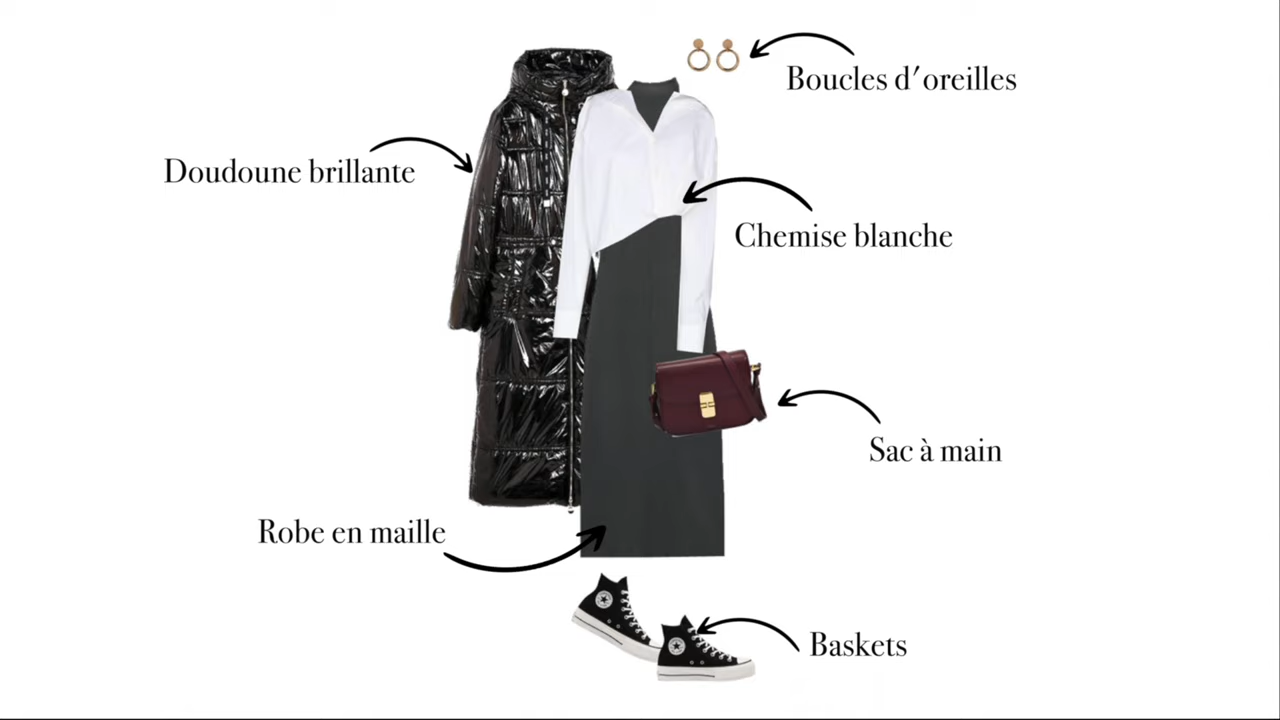 Boucles d'oreilles
Doudoune brillante
Chemise blanche
Sac à main
Robe en maille
Baskets